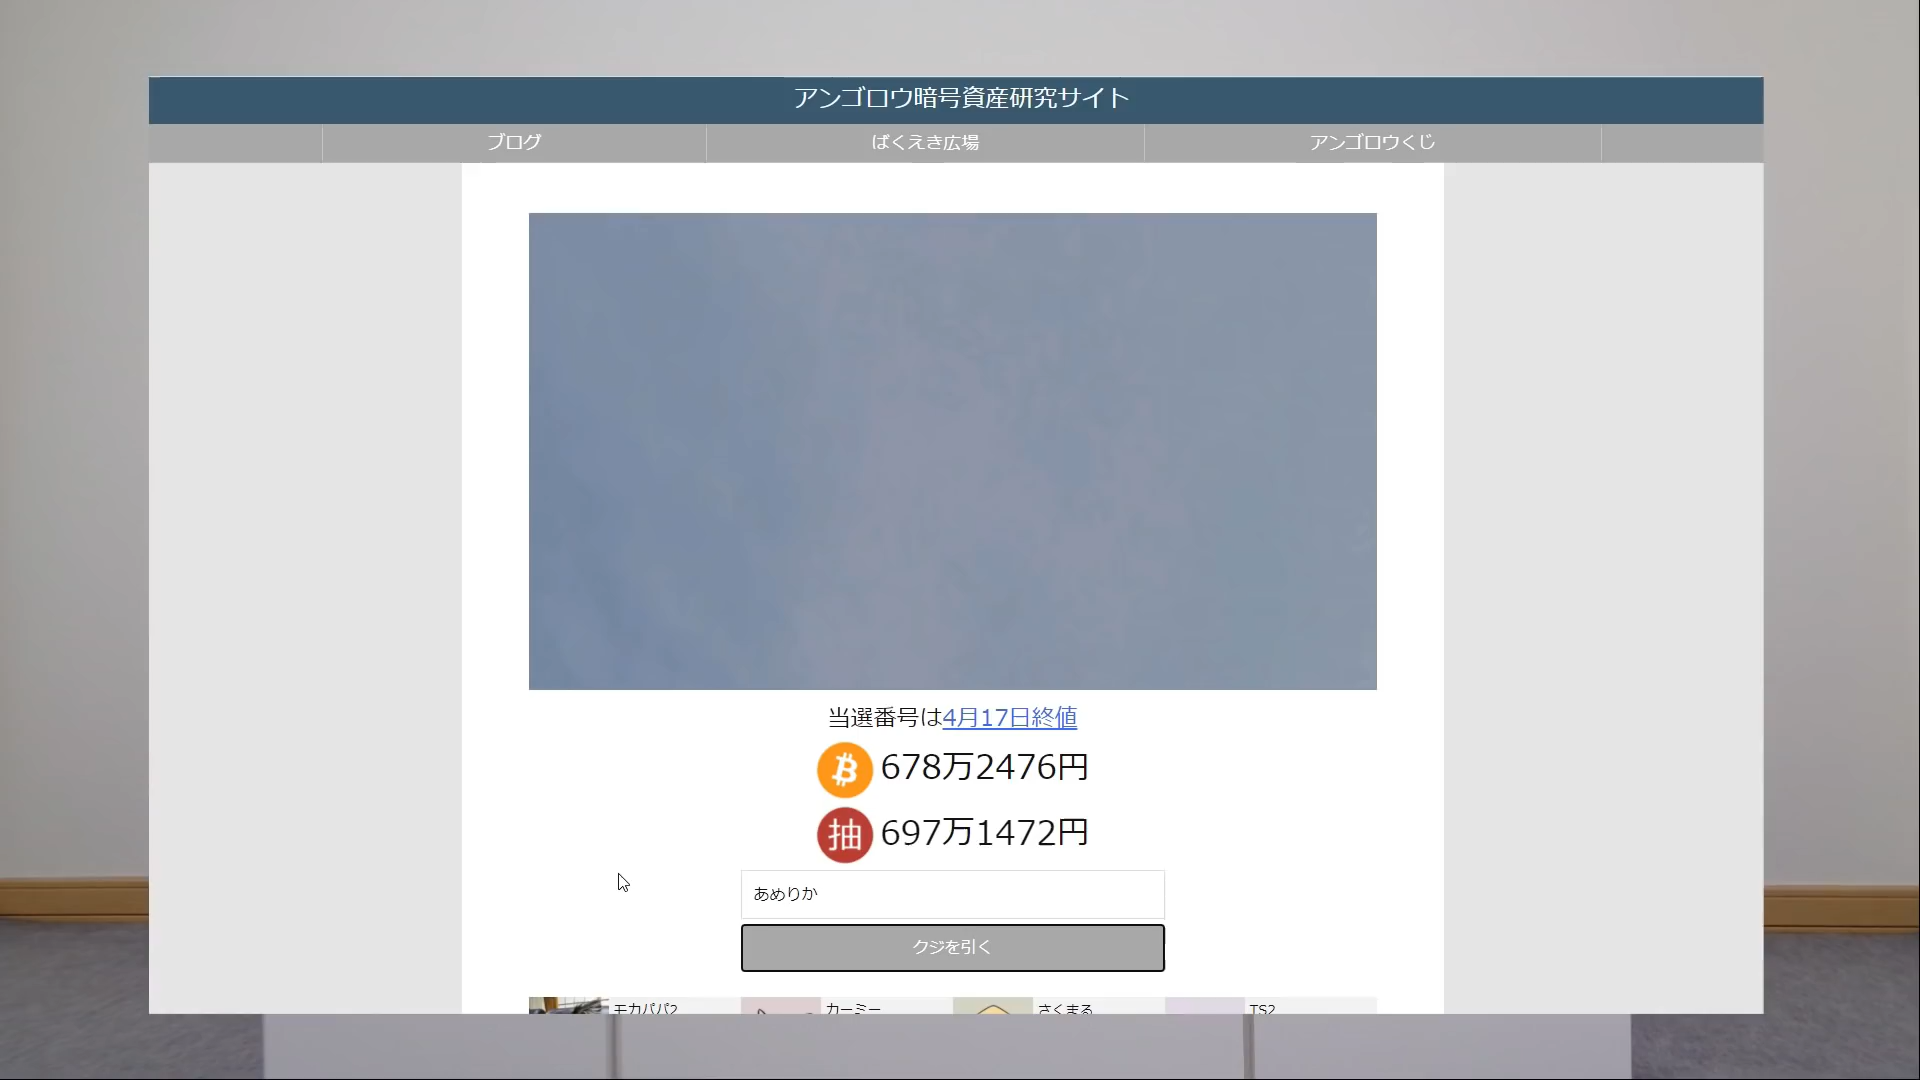 アンゴロウ暗号資産研究サイト
ブログ
ばくえき広場
アンゴロウくじ
当選番号は4月17日終値
678万2476円
抽 697万1472円
あめりか
クジを引く
モカパパ2
カーミー
さくまる
TS2